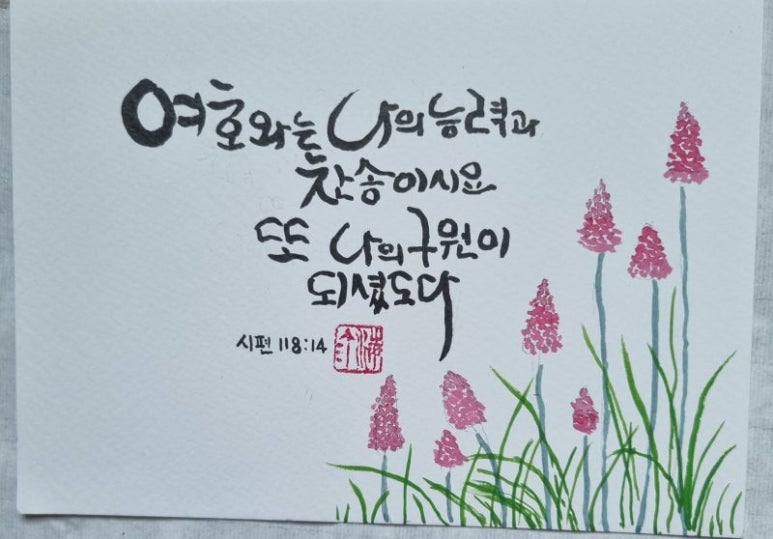 여호와는 나의 능력과
찬송이시요
또 나의 구원이
되셨도다
시편 118:14